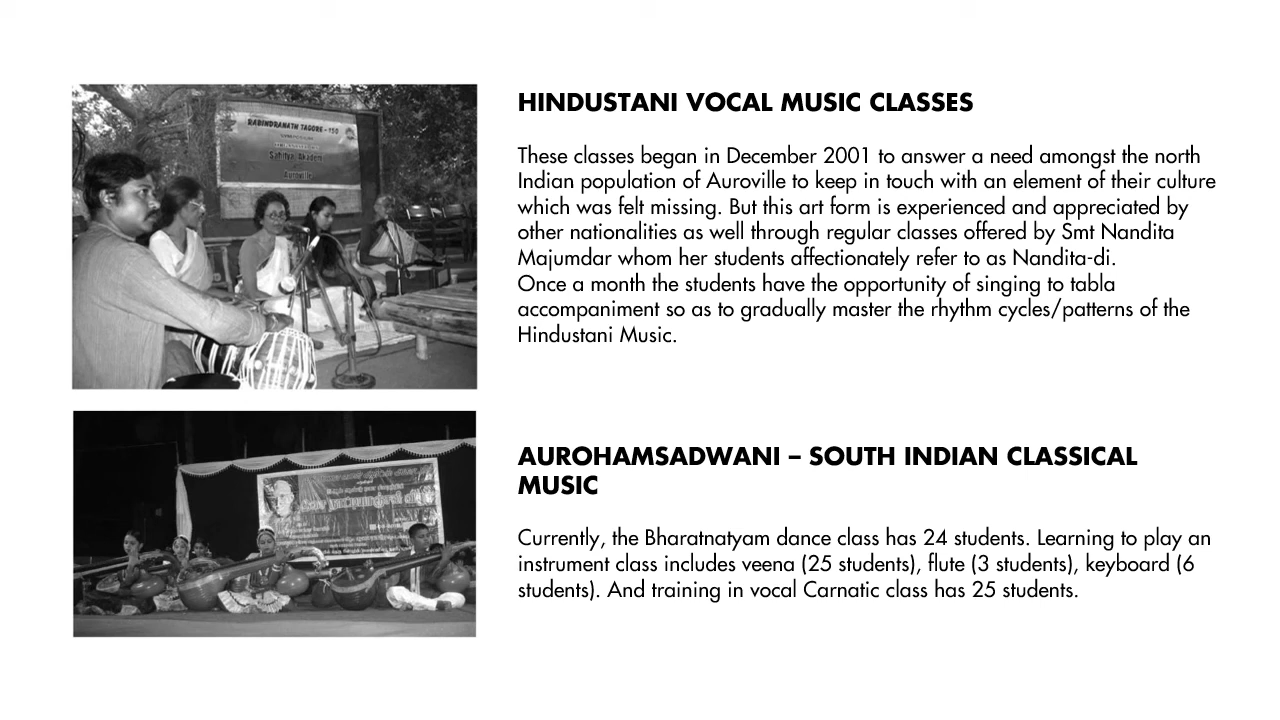 RABINDRANATH TAGORE - 150
Sahitya Akademi
Auroville
HINDUSTANI VOCAL MUSIC CLASSES
These classes began in December 2001 to answer a need amongst the north
Indian population of Auroville to keep in touch with an element of their culture
which was felt missing. But this art form is experienced and appreciated by
other nationalities as well through regular classes offered by Smt Nandita
Majumdar whom her students affectionately refer to as Nandita-di.
Once a month the students have the opportunity of singing to tabla
accompaniment so as to gradually master the rhythm cycles/patterns of the
Hindustani Music.
AUROHAMSADWANI – SOUTH INDIAN CLASSICAL
MUSIC
Currently, the Bharatnatyam dance class has 24 students. Learning to play an
instrument class includes veena (25 students), flute (3 students), keyboard (6
students). And training in vocal Carnatic class has 25 students.